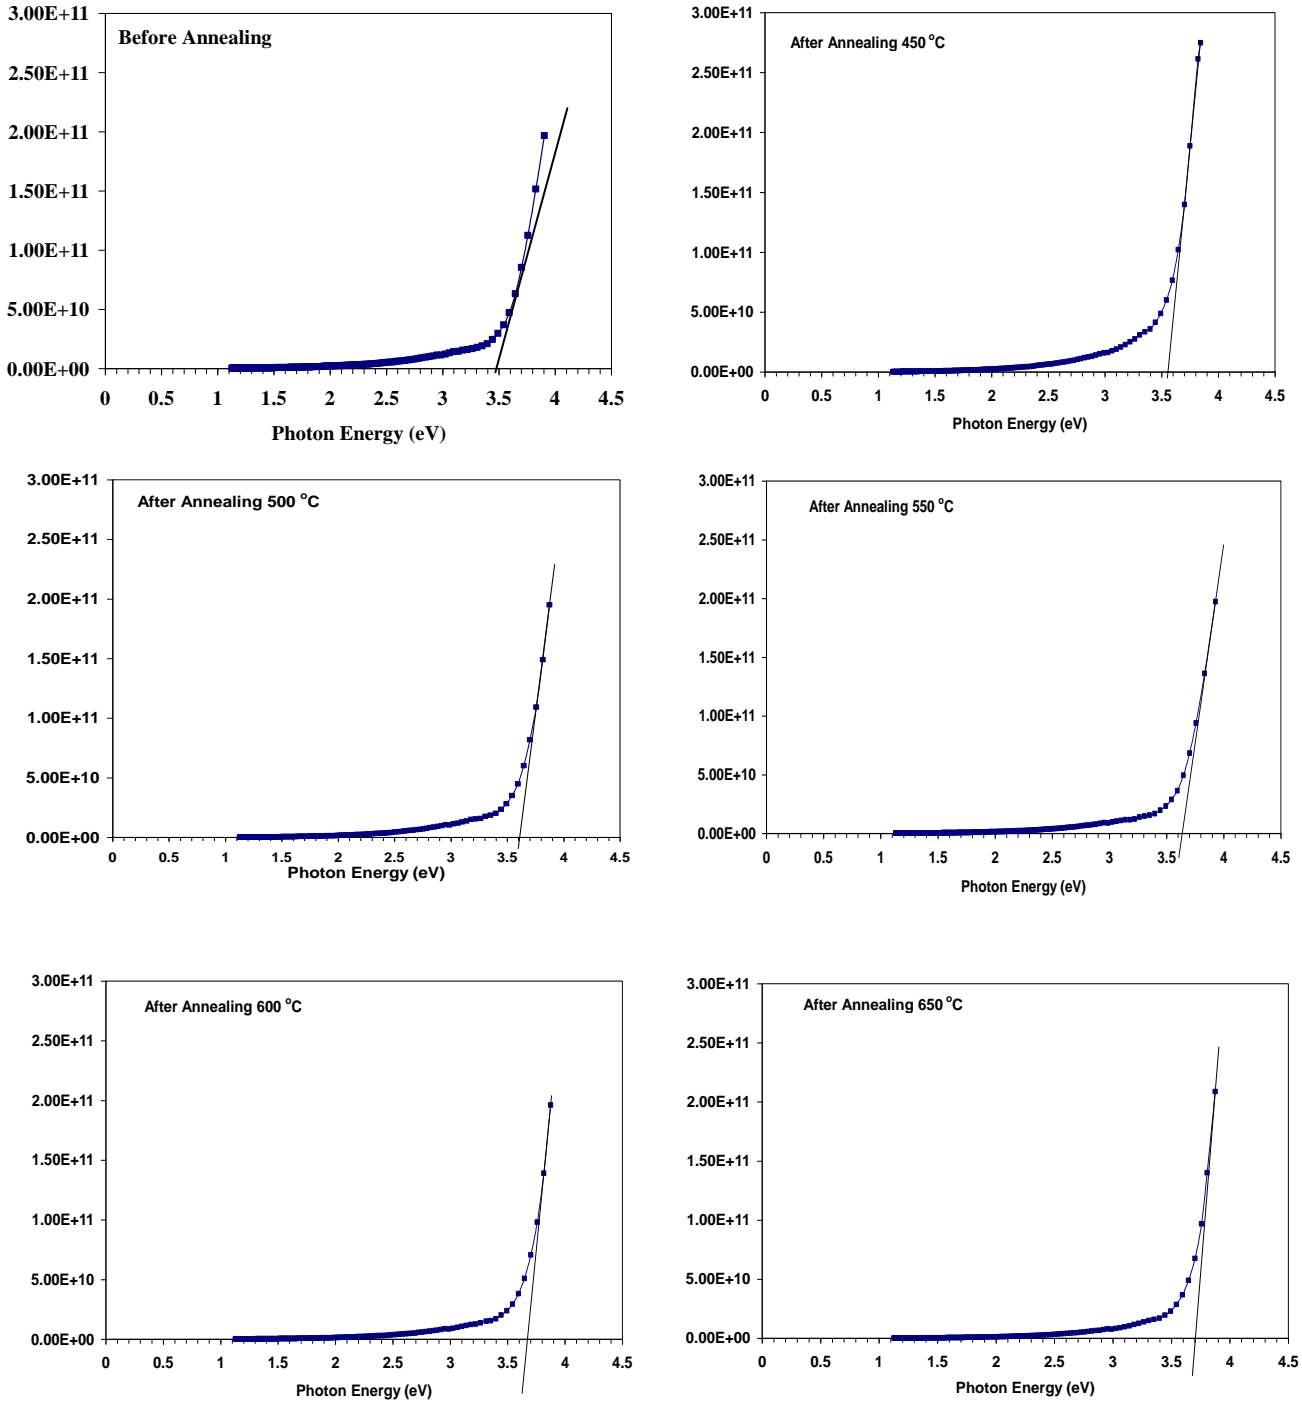 3.00E+11
2.50E+11
2.00E+11
1.50E+11
1.00E+11
5.00E+10
0.00E+00
Before Annealing
0 0.5 1 1.5 2 2.5 3 3.5 4 4.5
Photon Energy (eV)
3.00E+11
2.50E+11
2.00E+11
1.50E+11
1.00E+11
5.00E+10
0.00E+00
After Annealing 450 °C
0 0.5 1 1.5 2 2.5 3 3.5 4 4.5
Photon Energy (eV)
3.00E+11
2.50E+11
2.00E+11
1.50E+11
1.00E+11
5.00E+10
0.00E+00
After Annealing 500 °C
0 0.5 1 1.5 2 2.5 3 3.5 4 4.5
Photon Energy (eV)
3.00E+11
2.50E+11
2.00E+11
1.50E+11
1.00E+11
5.00E+10
0.00E+00
After Annealing 550 °C
0 0.5 1 1.5 2 2.5 3 3.5 4 4.5
Photon Energy (eV)
3.00E+11
2.50E+11
2.00E+11
1.50E+11
1.00E+11
5.00E+10
0.00E+00
After Annealing 600 °C
0 0.5 1 1.5 2 2.5 3 3.5 4 4.5
Photon Energy (eV)
3.00E+11
2.50E+11
2.00E+11
1.50E+11
1.00E+11
5.00E+10
0.00E+00
After Annealing 650 °C
0 0.5 1 1.5 2 2.5 3 3.5 4 4.5
Photon Energy (eV)